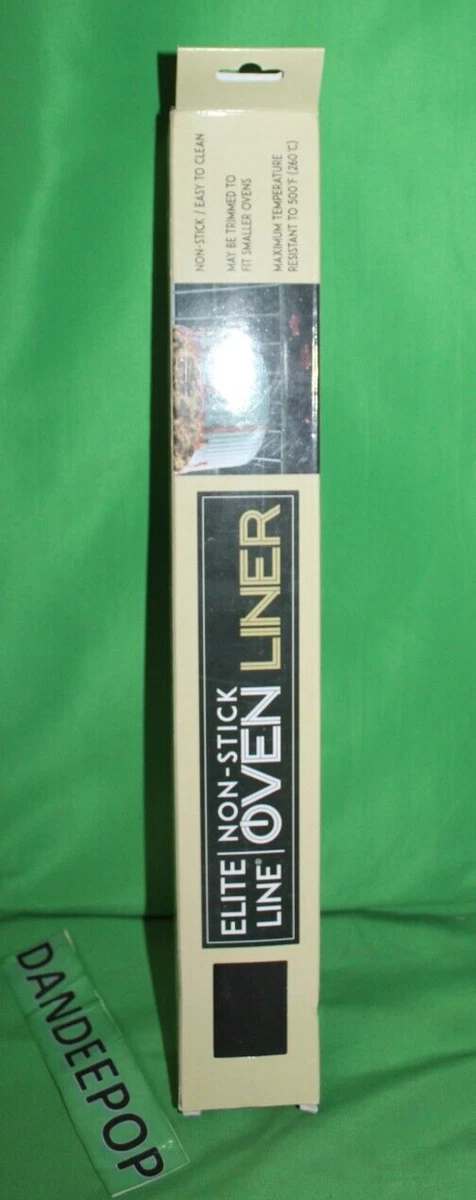 NON-STICK / EASY TO CLEAN
MAY BE TRIMMED TO
FIT SMALLER OVENS
MAXIMUM TEMPERATURE
RESISTANT TO 500°F (260°C)
ELITE
LINE®
NON-STICK
OVEN LINER
DANDEEPOP